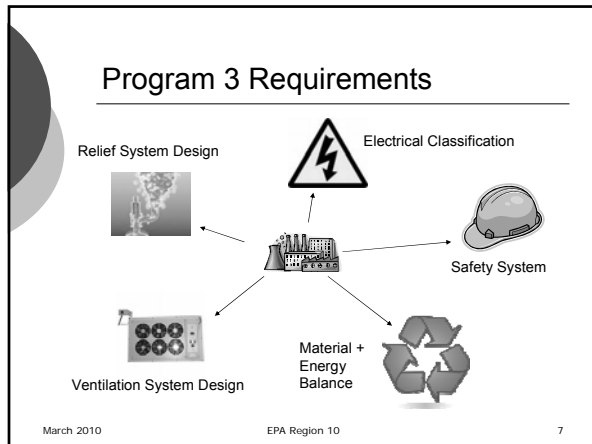 Program 3 Requirements
Relief System Design
Electrical Classification
Safety System
Ventilation System Design
Material +
Energy
Balance
March 2010
EPA Region 10
7